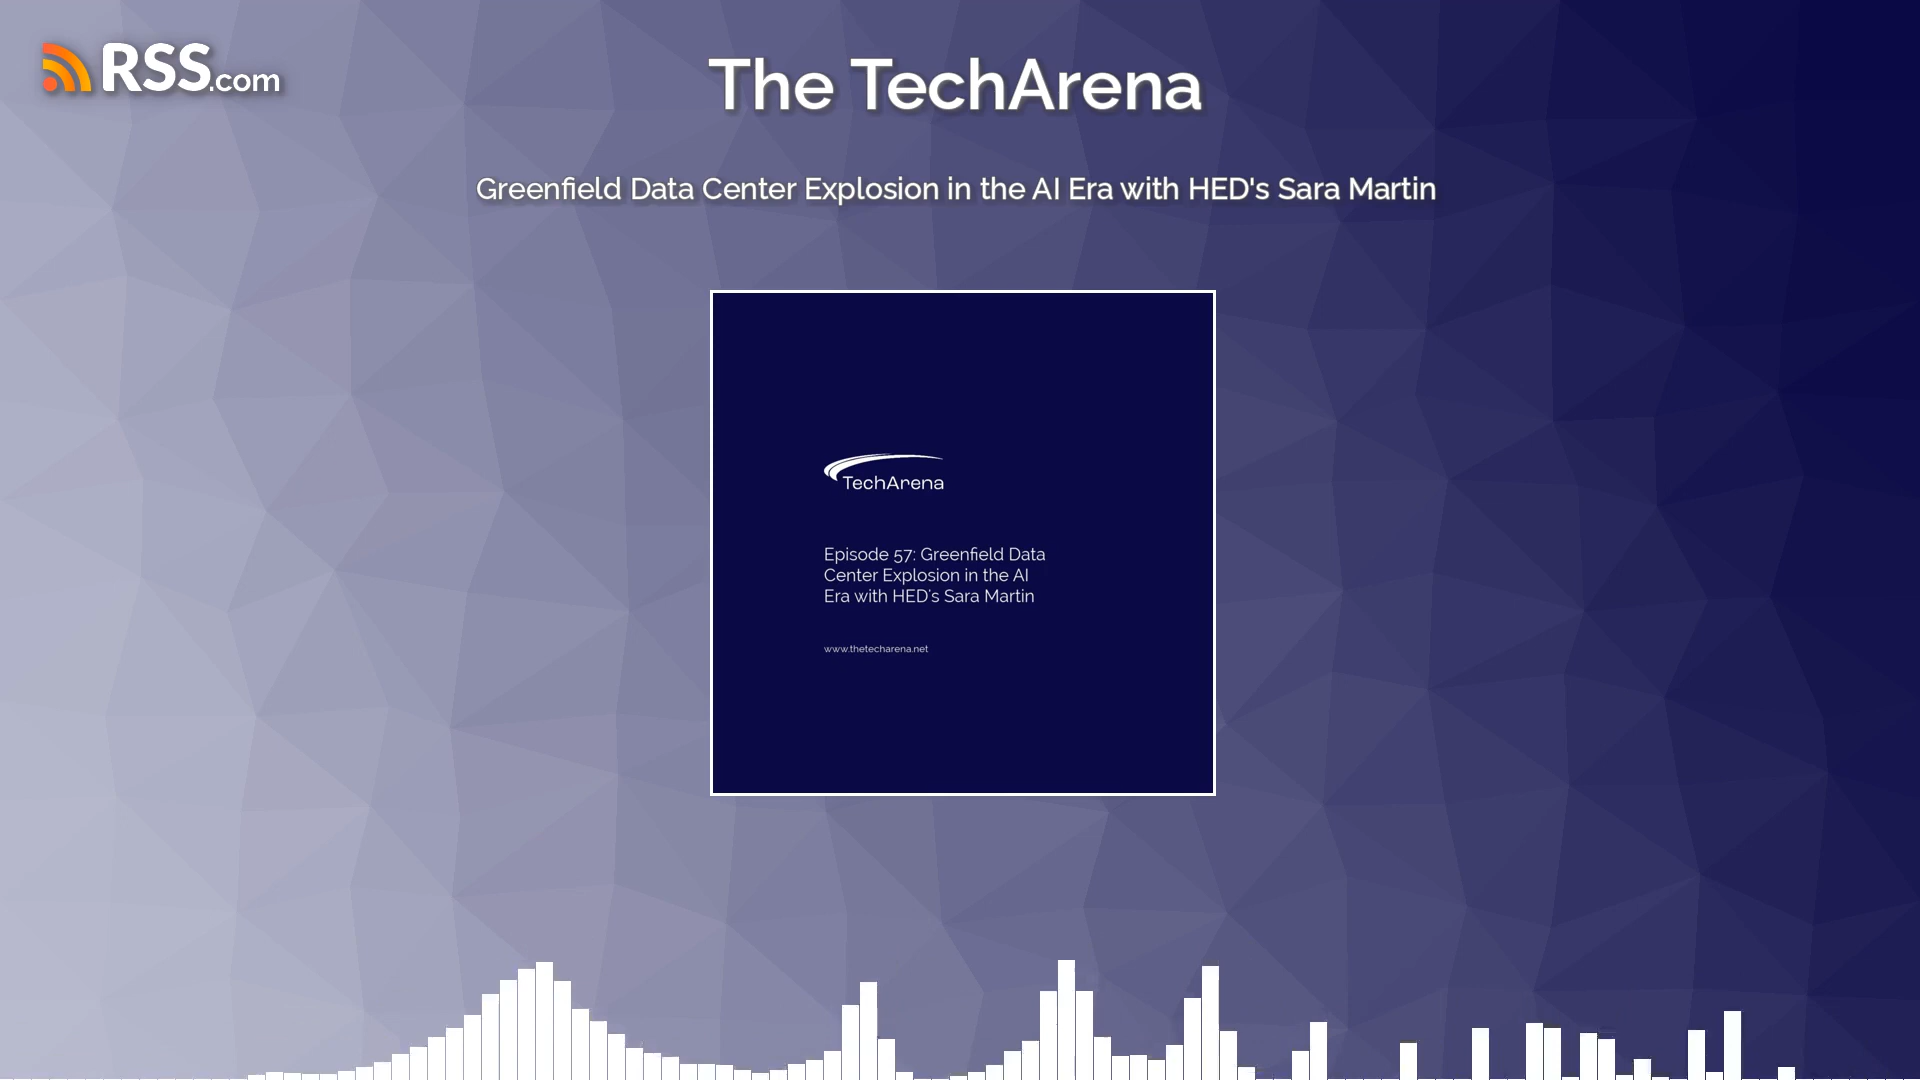 RSS.com
The TechArena
Greenfield Data Center Explosion in the AI Era with HED's Sara Martin
TechArena
Episode 57: Greenfield Data
Center Explosion in the AI
Era with HED's Sara Martin
www.thetecharena.net